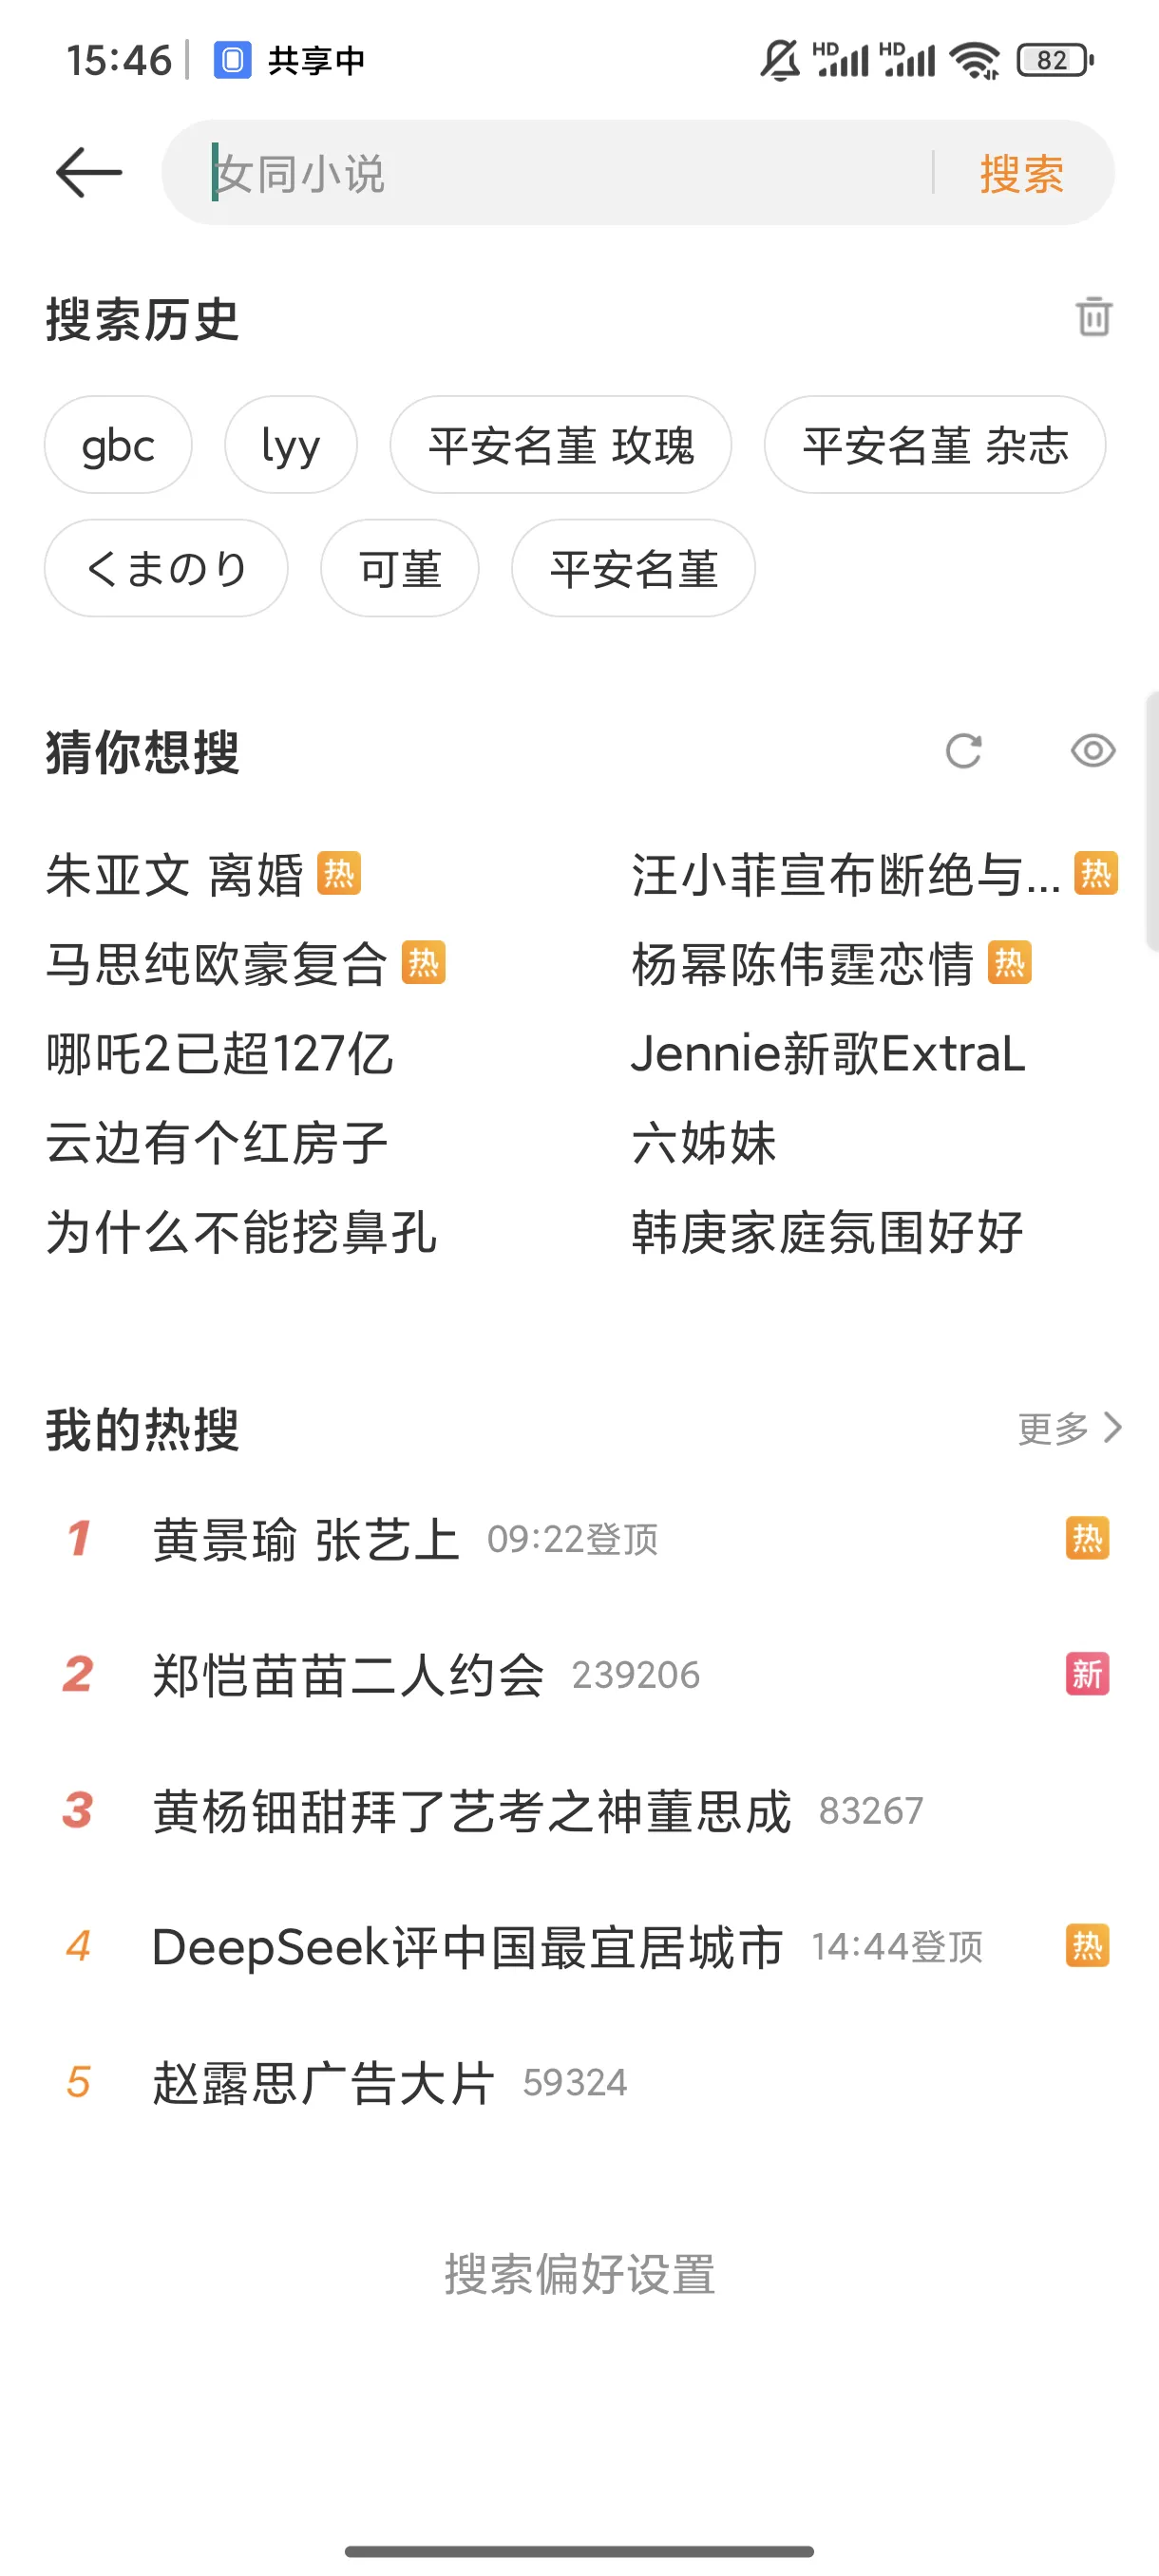 15:46 共享中 HD HD 82
女同小说 搜索
搜索历史
gbc lyy 平安名堇 玫瑰 平安名堇 杂志
くまのり 可堇 平安名堇
猜你想搜
朱亚文 离婚 热 汪小菲宣布断绝与... 热
马思纯欧豪复合 热 杨幂陈伟霆恋情 热
哪吒2已超127亿 Jennie新歌ExtraL
云边有个红房子 六姊妹
为什么不能挖鼻孔 韩庚家庭氛围好好
我的热搜 更多
1 黄景瑜 张艺上 09:22登顶 热
2 郑恺苗苗二人约会 239206 新
3 黄杨钿甜拜了艺考之神董思成 83267
4 DeepSeek评中国最宜居城市 14:44登顶 热
5 赵露思广告大片 59324
搜索偏好设置